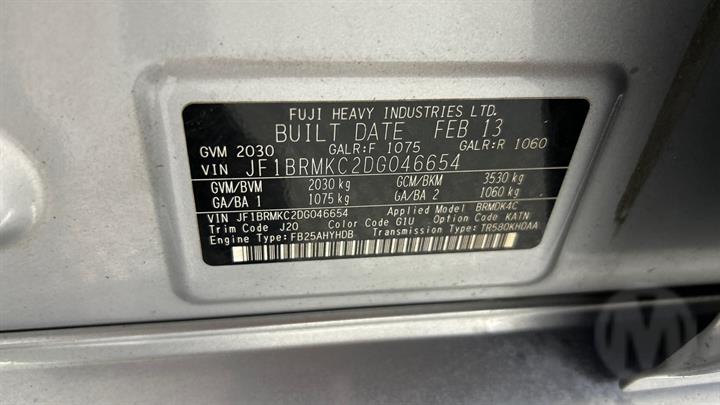 FUJI HEAVY INDUSTRIES LTD.
BUILT DATE FEB 13
GVM 2030 GALR:F 1075 GALR:R 1060
VIN JF1BRMKC2DG046654
GVM/BVM 2030 kg GCM/BKM 3530 kg
GA/BA 1 1075 kg GA/BA 2 1060 kg
VIN JF1BRMKC2DG046654 Applied Model BRMDK4C
Trim Code J20 Color Code G1U Option Code KATN
Engine Type: FB25AHYHDB Transmission Type: TR580KHDAA
M